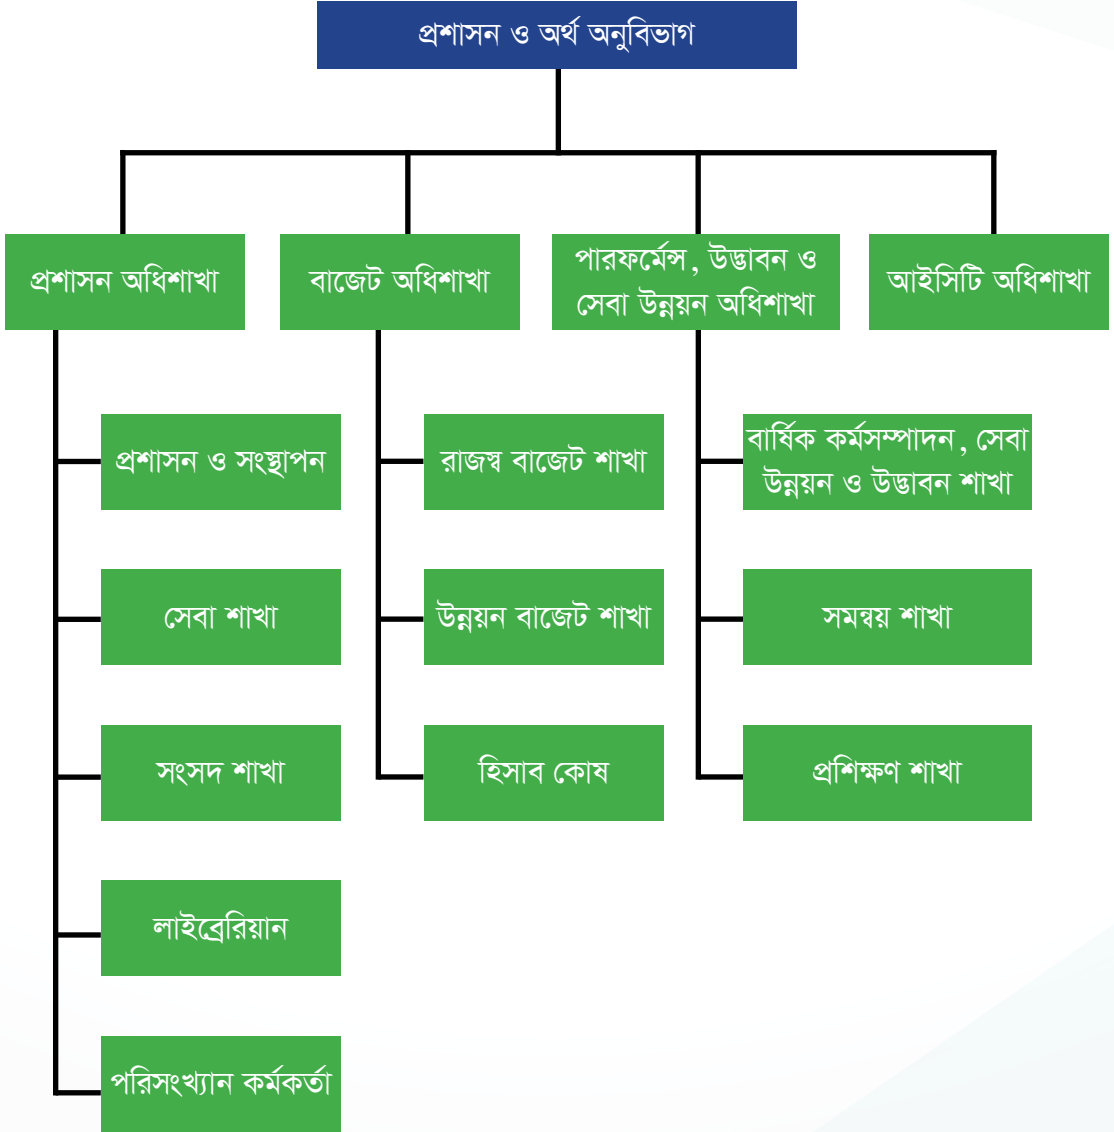 প্রশাসন ও অর্থ অনুবিভাগ
প্রশাসন অধিশাখা
বাজেট অধিশাখা
পারফর্মেন্স, উদ্ভাবন ও
সেবা উন্নয়ন অধিশাখা
আইসিটি অধিশাখা
প্রশাসন ও সংস্থাপন
রাজস্ব বাজেট শাখা
বার্ষিক কর্মসম্পাদন, সেবা
উন্নয়ন ও উদ্ভাবন শাখা
সেবা শাখা
উন্নয়ন বাজেট শাখা
সমন্বয় শাখা
সংসদ শাখা
হিসাব কোষ
প্রশিক্ষণ শাখা
লাইব্রেরিয়ান
পরিসংখ্যান কর্মকর্তা